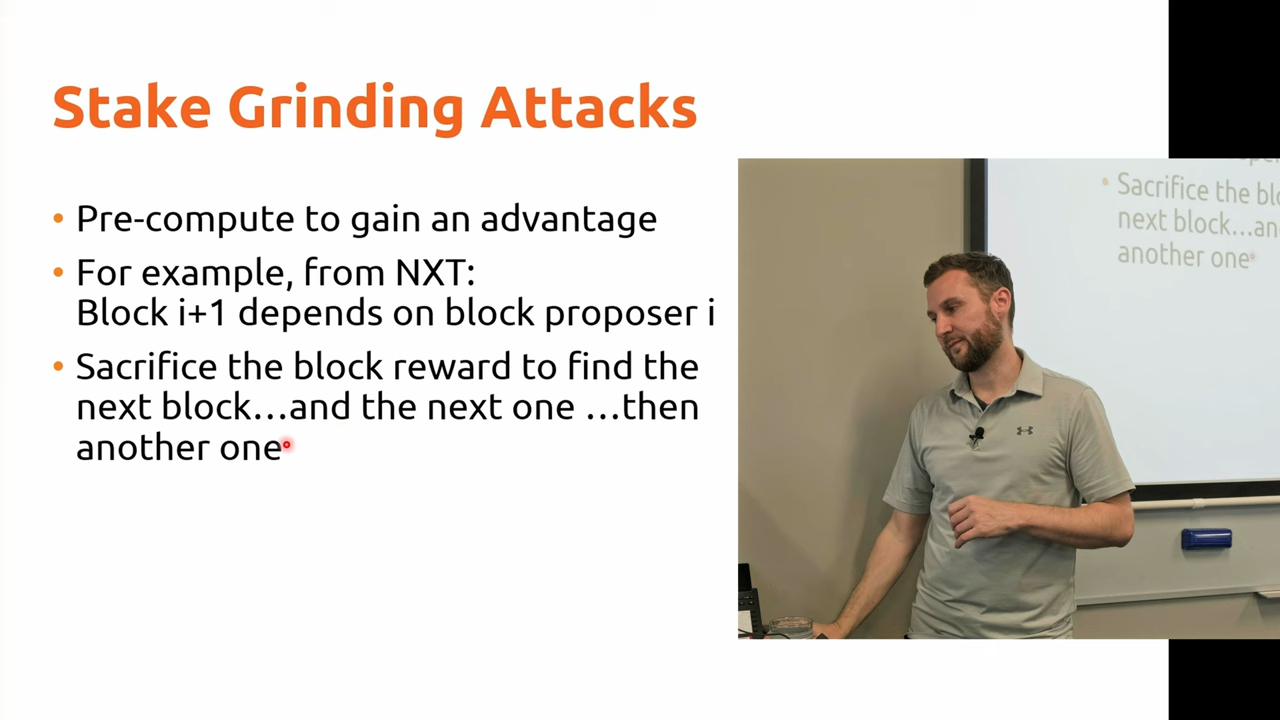 Stake Grinding Attacks
• Pre-compute to gain an advantage
• For example, from NXT:
Block i+1 depends on block proposer i
• Sacrifice the block reward to find the
next block…and the next one …then
another one
• Sacrifice the blo
next block…an
another one